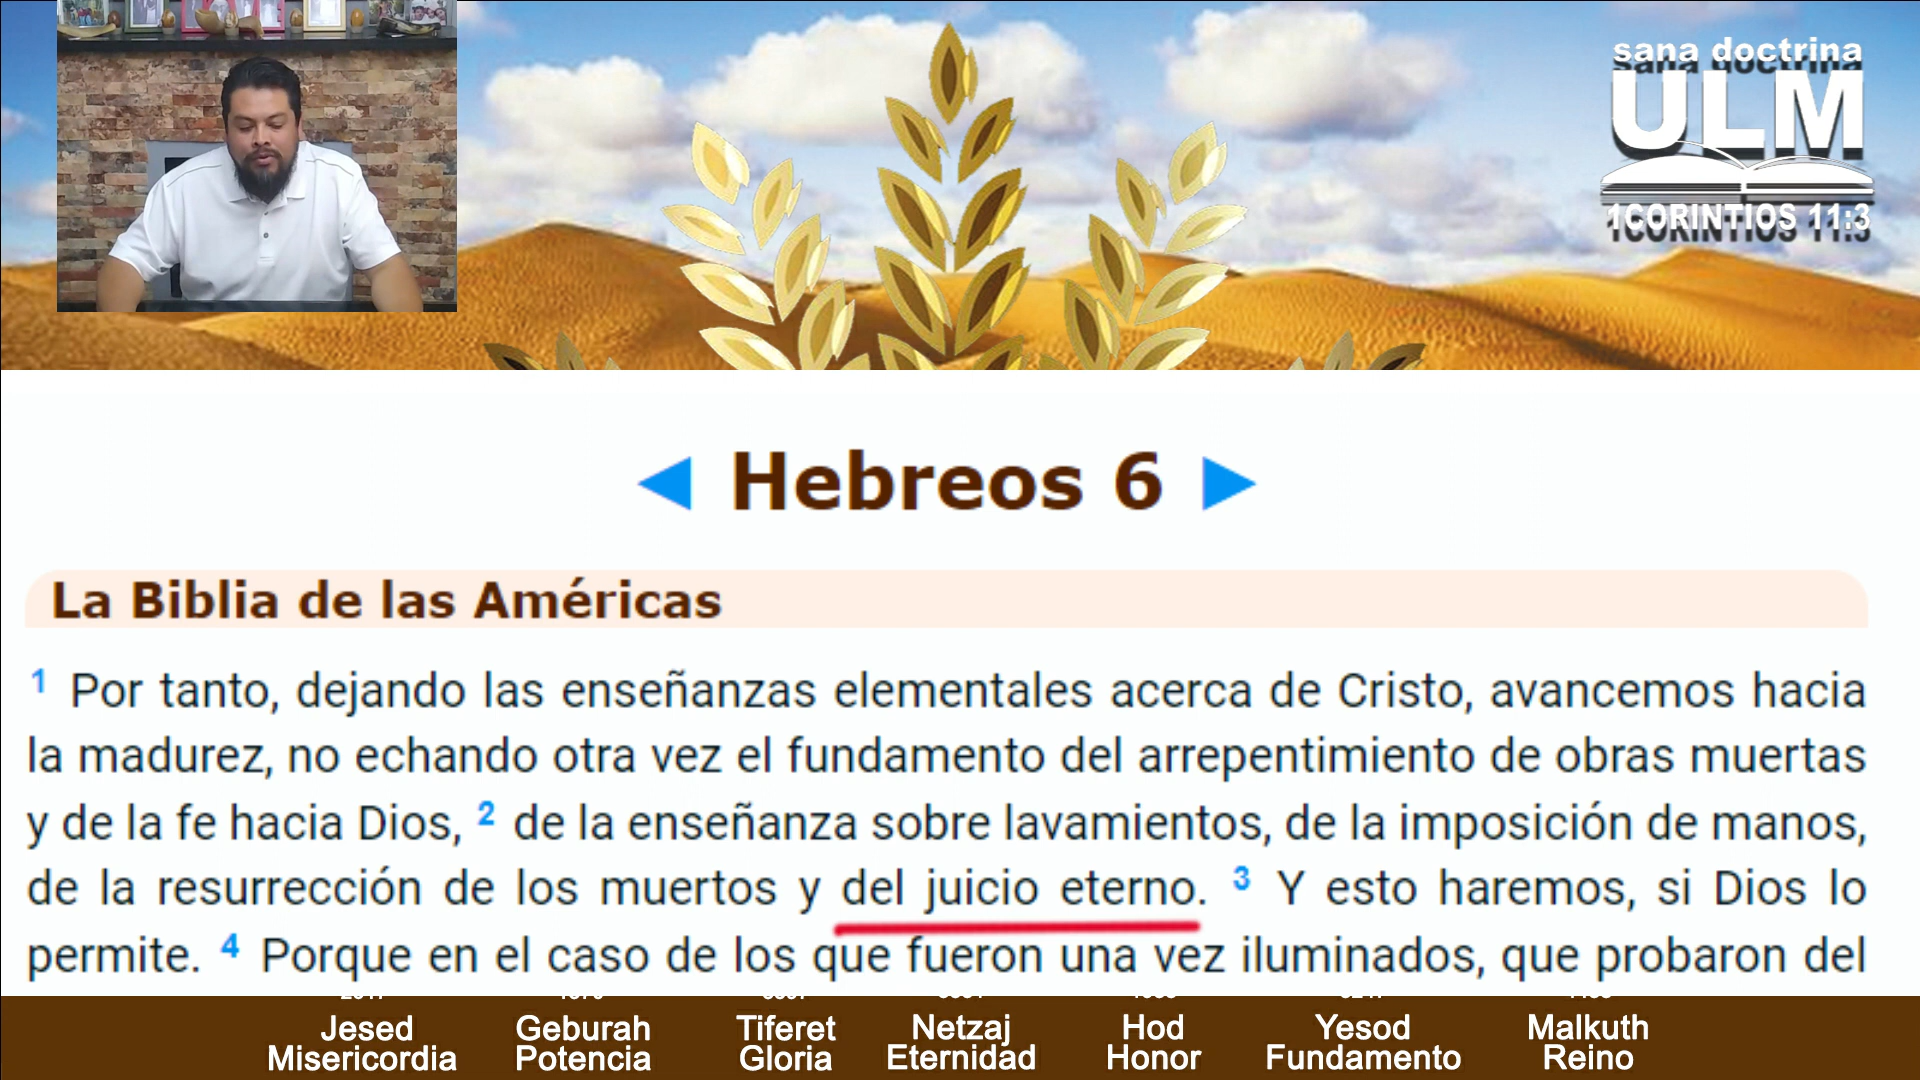 sana doctrina
ULM
1CORINTIOS 11:3
Hebreos 6
La Biblia de las Américas
1 Por tanto, dejando las enseñanzas elementales acerca de Cristo, avancemos hacia
la madurez, no echando otra vez el fundamento del arrepentimiento de obras muertas
y de la fe hacia Dios, 2 de la enseñanza sobre lavamientos, de la imposición de manos,
de la resurrección de los muertos y del juicio eterno. 3 Y esto haremos, si Dios lo
permite. 4 Porque en el caso de los que fueron una vez iluminados, que probaron del
Jesed Geburah Tiferet Netzaj Hod Yesod Malkuth
Misericordia Potencia Gloria Eternidad Honor Fundamento Reino